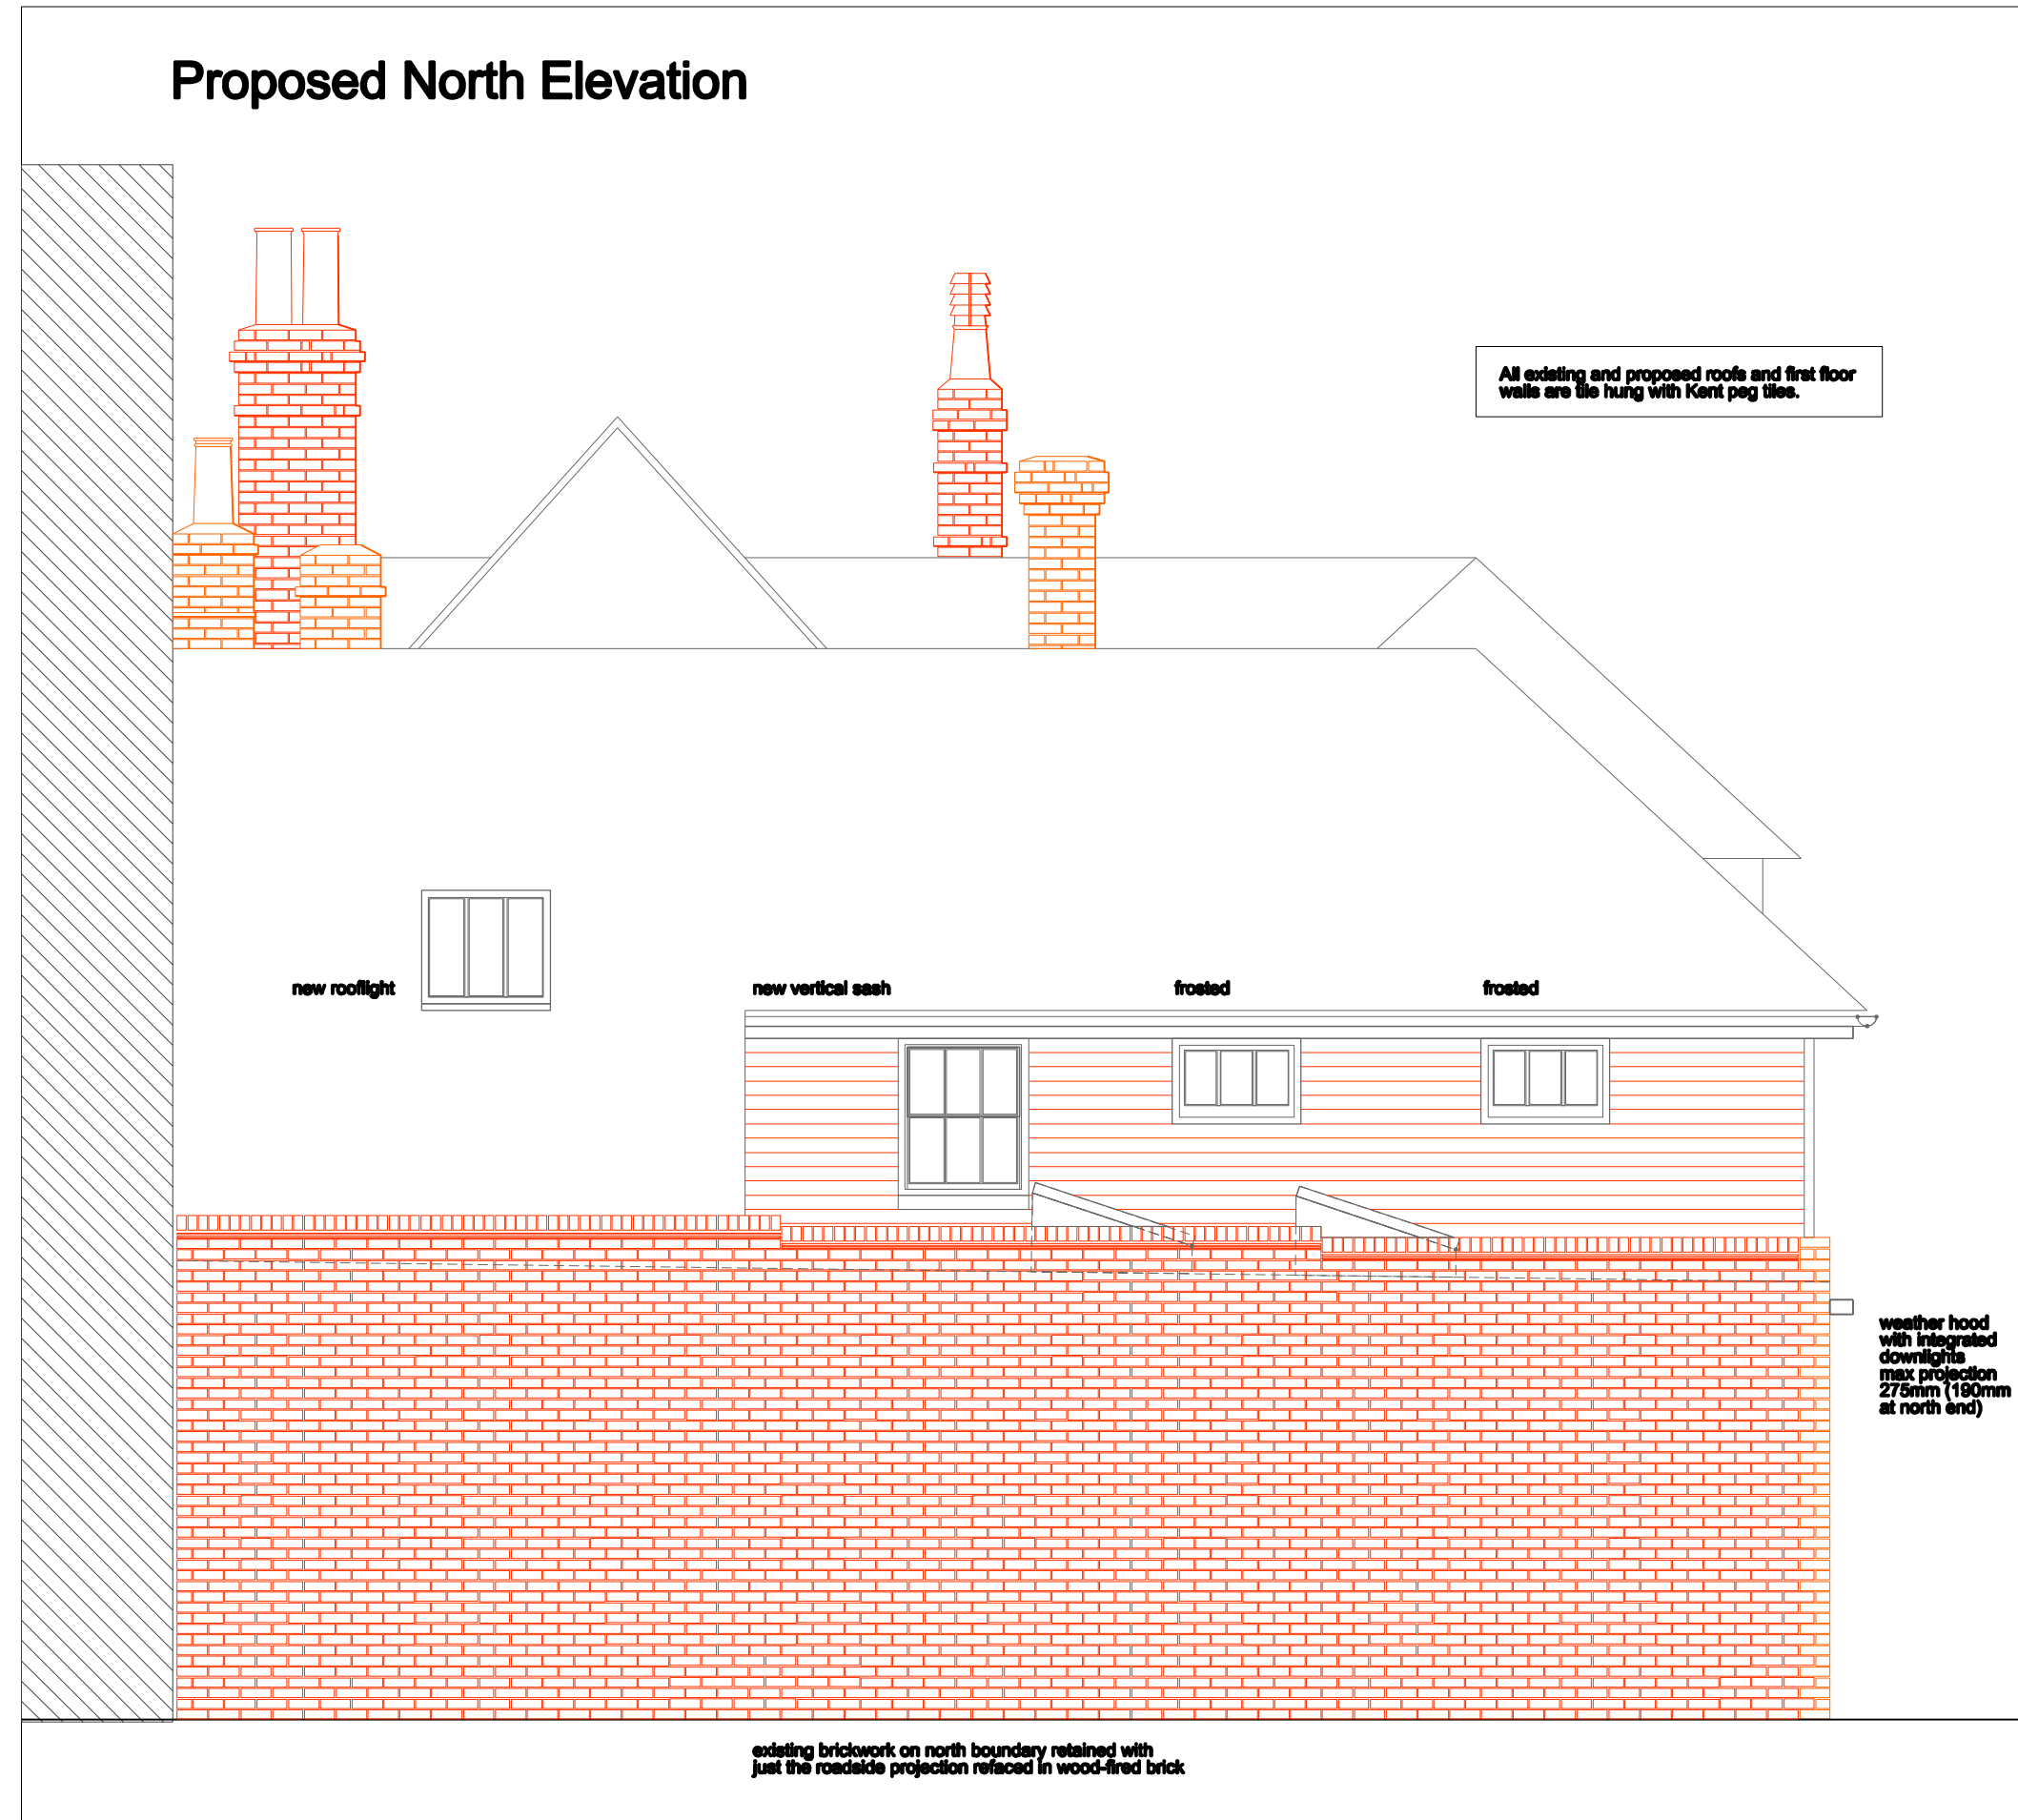 Proposed North Elevation
All existing and proposed roofs and first floor
walls are tile hung with Kent peg tiles.
new rooflight
new vertical sash
frosted
frosted
weather hood
with integrated
downlights
max projection
275mm (190mm
at north end)
existing brickwork on north boundary retained with
just the roadside projection refaced in wood-fired brick